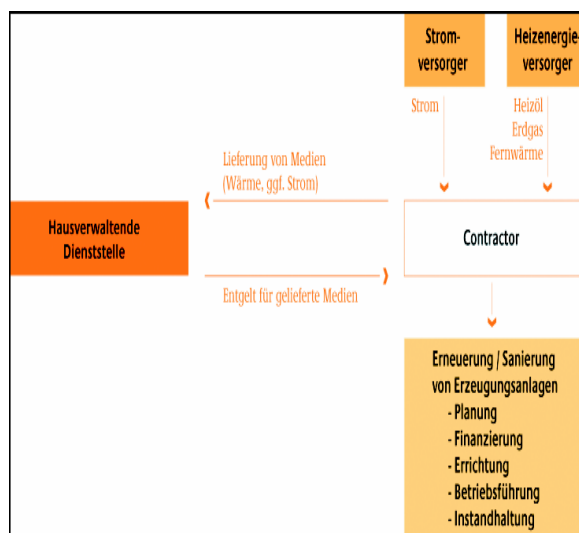 Strom-
versorger
Heizenergie-
versorger
Strom
Heizöl
Erdgas
Fernwärme
Lieferung von Medien
(Wärme, ggf. Strom)
Hausverwaltende
Dienststelle
Contractor
Entgelt für gelieferte Medien
Erneuerung / Sanierung
von Erzeugungsanlagen
- Planung
- Finanzierung
- Errichtung
- Betriebsführung
- Instandhaltung